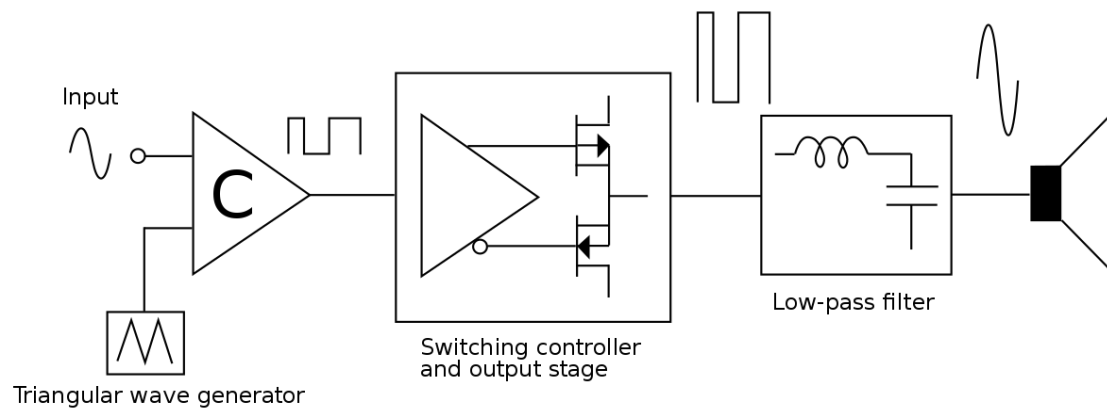 Input
C
Triangular wave generator
Switching controller
and output stage
Low-pass filter